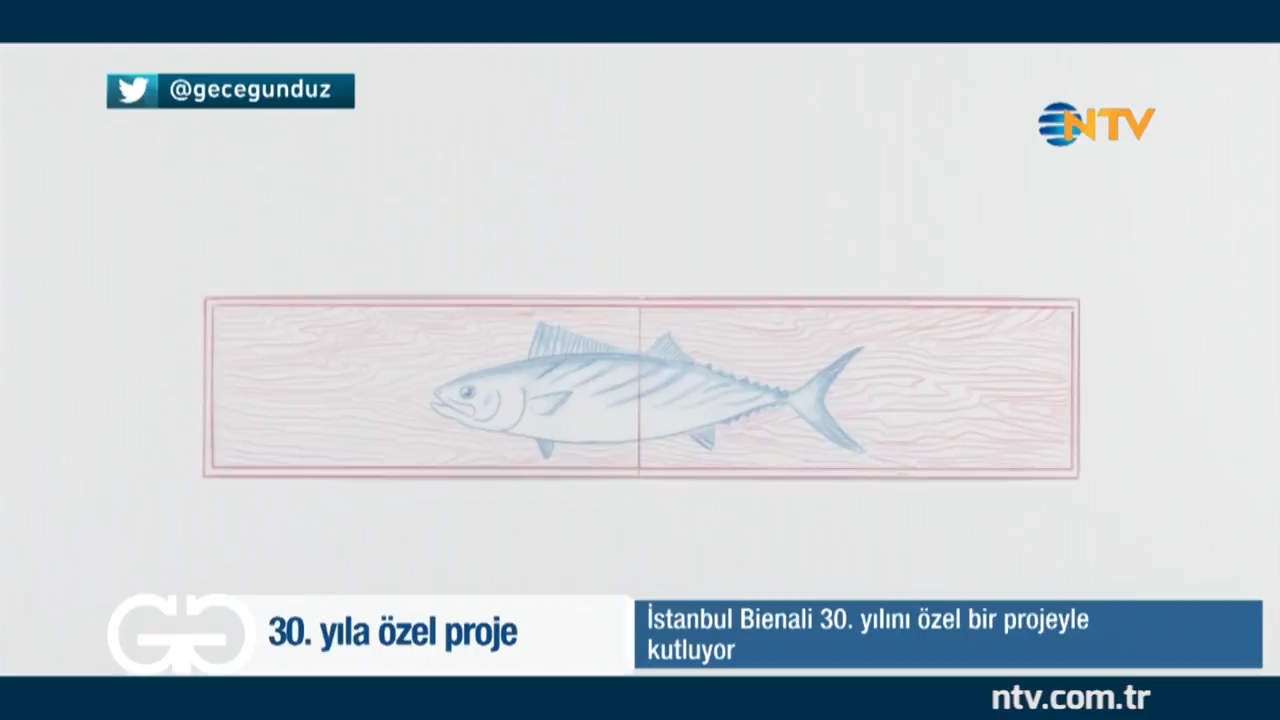 @gecegunduz
NTV
30. yıla özel proje
İstanbul Bienali 30. yılını özel bir projeyle
kutluyor
ntv.com.tr